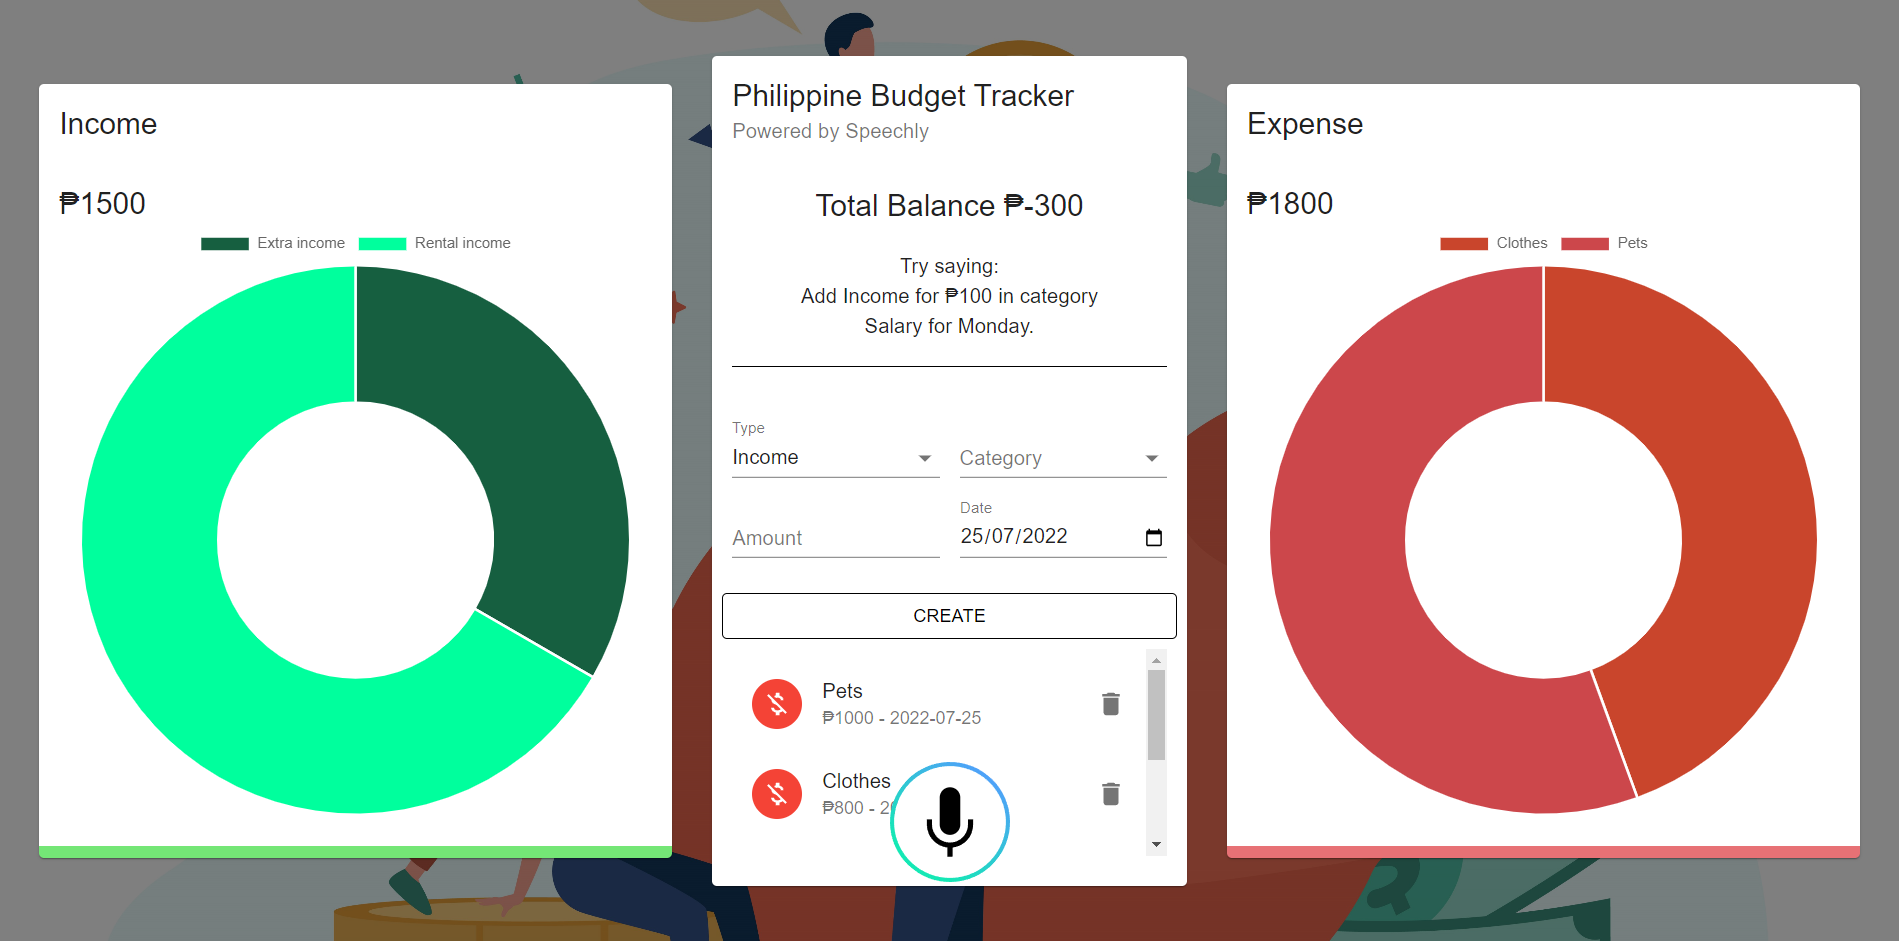 Income
₱1500
Extra income
Rental income
Philippine Budget Tracker
Powered by Speechly
Total Balance ₱-300
Try saying:
Add Income for ₱100 in category
Salary for Monday.
Type
Income
Category
Amount
Date
25/07/2022
CREATE
Pets
₱1000 - 2022-07-25
Clothes
₱800 -
Expense
₱1800
Clothes
Pets